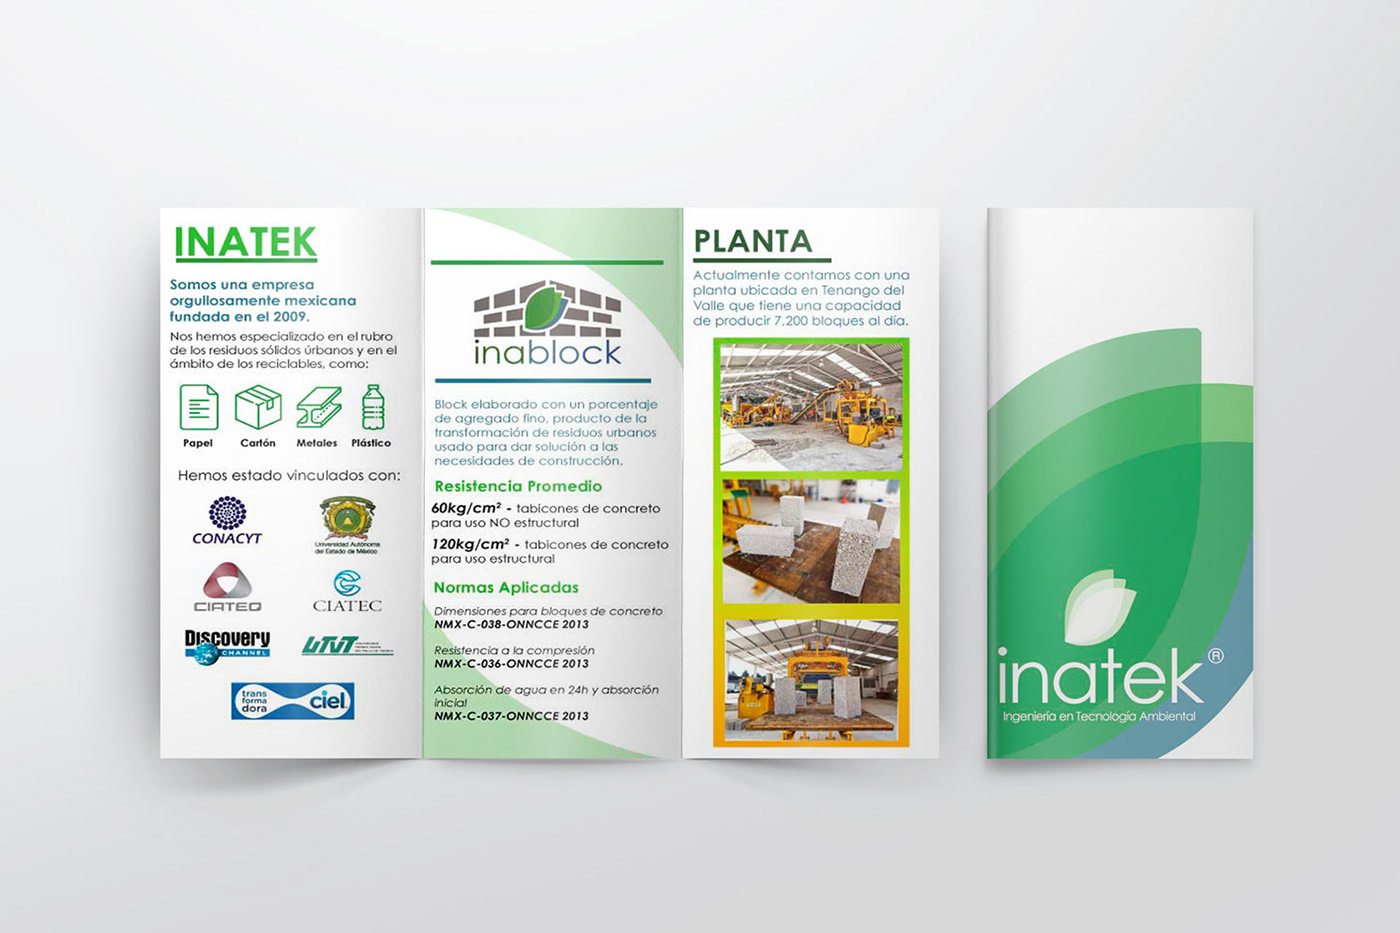 INATEK
Somos una empresa
orgullosamente mexicana
fundada en el 2009.
Nos hemos especializado en el rubro
de los residuos sólidos úrbanos y en el
ámbito de los reciclables, como:
Papel Cartón Metales Plástico
Hemos estado vinculados con:
CONACYT
Universidad Autónoma
del Estado de México
CIATEQ
CIATEC
Discovery
CHANNEL
UTVT
trans
forma
dora
ciel
inablock
Block elaborado con un porcentaje
de agregado fino, producto de la
transformación de residuos urbanos
usado para dar solución a las
necesidades de construcción.
Resistencia Promedio
60kg/cm² - tabicones de concreto
para uso NO estructural
120kg/cm² - tabicones de concreto
para uso estructural
Normas Aplicadas
Dimensiones para bloques de concreto
NMX-C-038-ONNCCE 2013
Resistencia a la compresión
NMX-C-036-ONNCCE 2013
Absorción de agua en 24h y absorción
inicial
NMX-C-037-ONNCCE 2013
PLANTA
Actualmente contamos con una
planta ubicada en Tenango del
Valle que tiene una capacidad
de producir 7,200 bloques al día.
inatek®
Ingeniería en Tecnología Ambiental